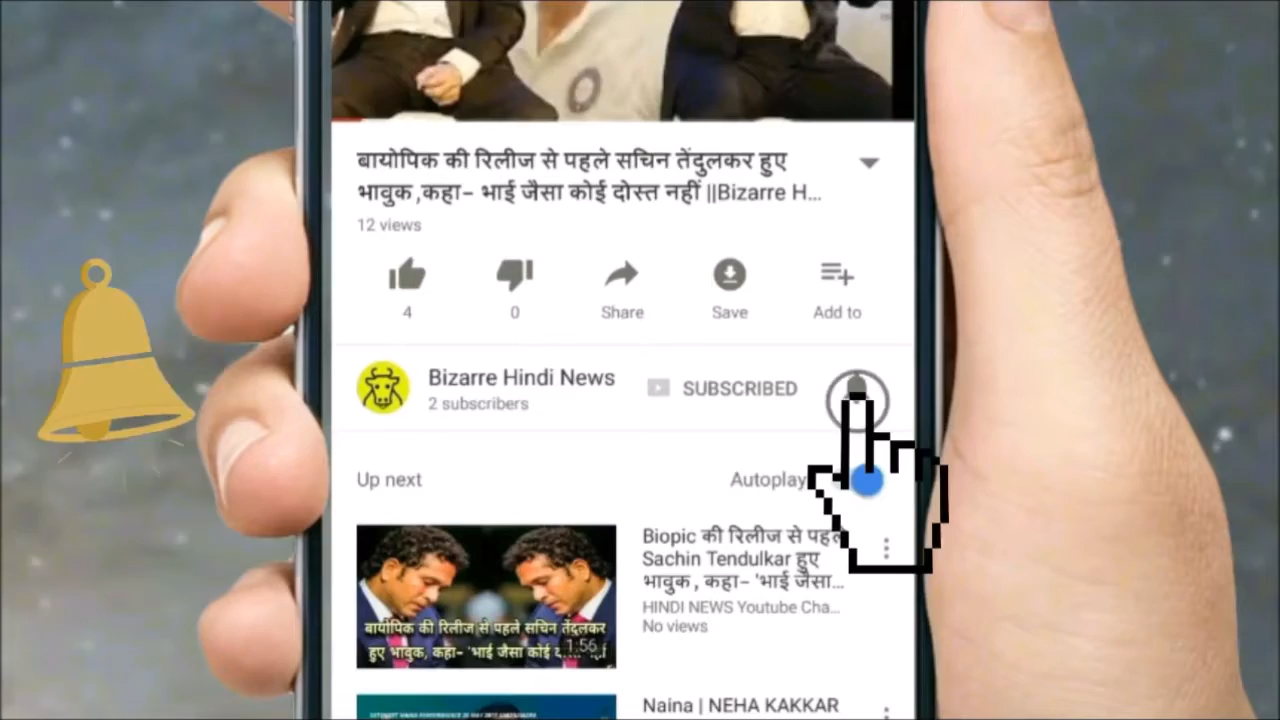 बायोपिक की रिलीज से पहले सचिन तेंदुलकर हुए
भावुक,कहा– भाई जैसा कोई दोस्त नहीं ||Bizarre H...
12 views
4
0
Share
Save
Add to
Bizarre Hindi News
SUBSCRIBED
2 subscribers
Up next
Autoplay
Biopic की रिलीज से पहले
Sachin Tendulkar हुए
भावुक, कहा– 'भाई जैसा...
HINDI NEWS Youtube Cha...
No views
बायोपिक की रिलीज से पहले सचिन तेंदुलकर
हुए भावुक, कहा– 'भाई जैसा कोई
1:56
Naina | NEHA KAKKAR